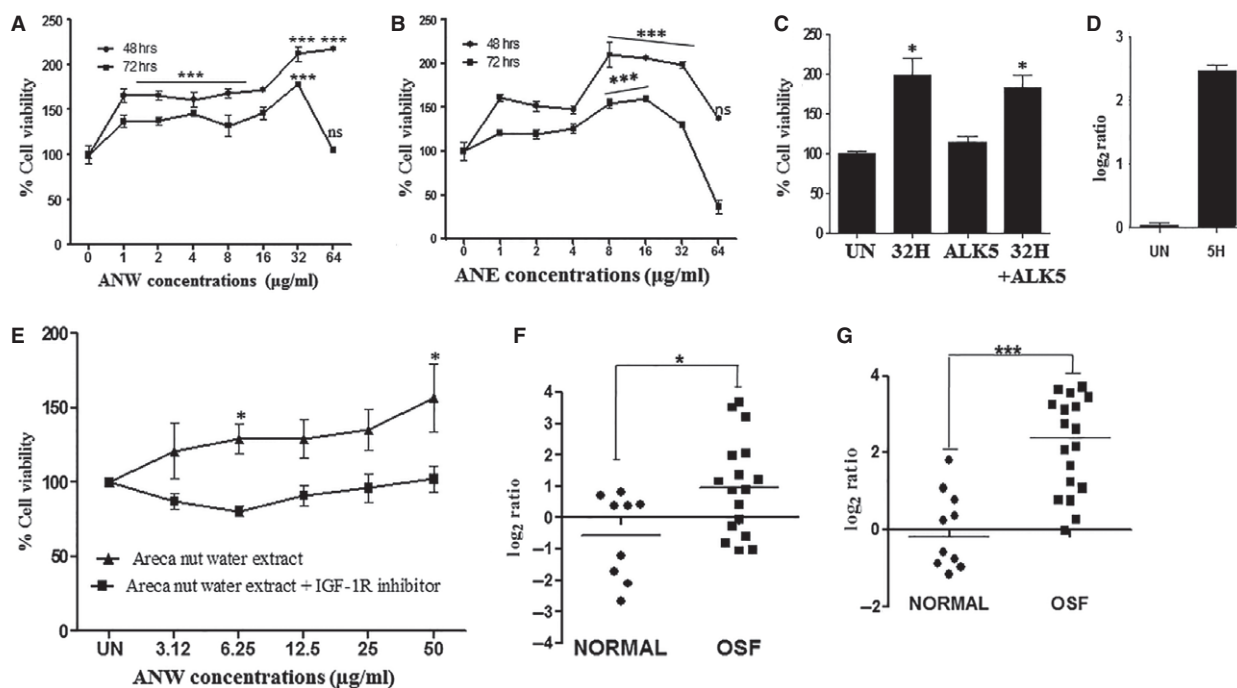 A
250
200
150
100
50
0
% Cell viability
48 hrs
72 hrs
***
*** ***
***
ns
0 1 2 4 8 16 32 64
ANW concentrations (µg/ml)
B
250
200
150
100
50
0
% Cell viability
48 hrs
72 hrs
***
***
ns
0 1 2 4 8 16 32 64
ANE concentrations (µg/ml)
C
250
200
150
100
50
0
% Cell viability
*
*
UN 32H ALK5 32H
+ALK5
D
3
2
1
0
log2 ratio
UN 5H
E
200
150
100
50
0
% Cell viability
*
*
Areca nut water extract
Areca nut water extract + IGF-1R inhibitor
UN 3.12 6.25 12.5 25 50
ANW concentrations (µg/ml)
F
4
3
2
1
0
–1
–2
–3
–4
log2 ratio
*
NORMAL OSF
G
4
2
0
–2
log2 ratio
***
NORMAL OSF